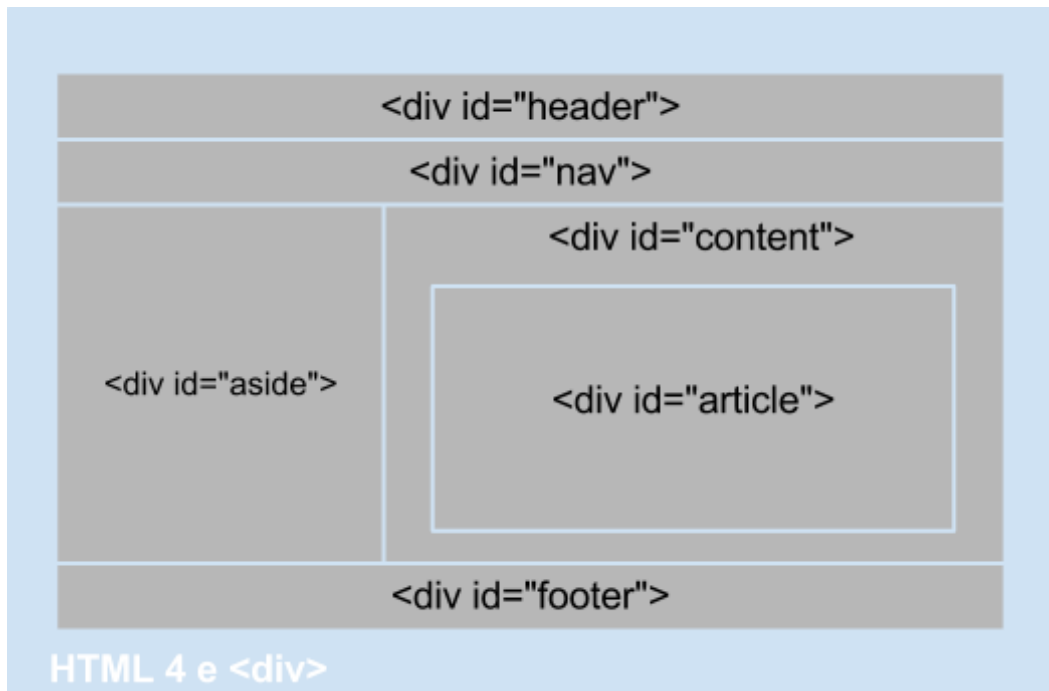 <div id="header">
<div id="nav">
<div id="content">
<div id="aside">
<div id="article">
<div id="footer">
HTML 4 e <div>